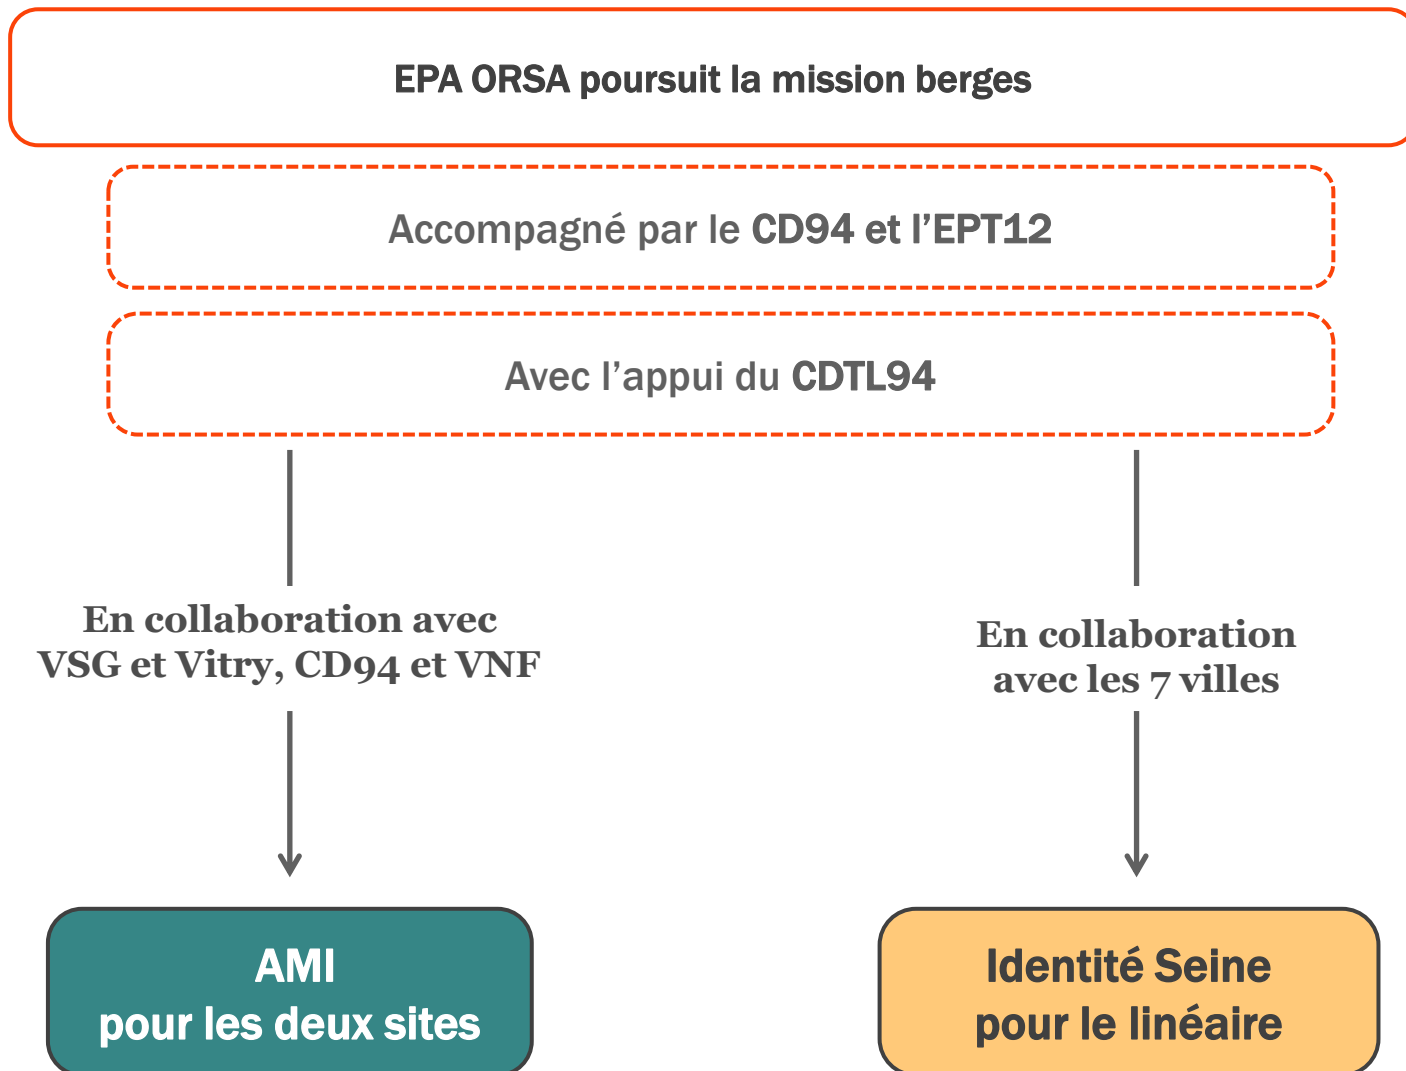 EPA ORSA poursuit la mission berges
Accompagné par le CD94 et l’EPT12
Avec l’appui du CDTL94
En collaboration avec
VSG et Vitry, CD94 et VNF
En collaboration
avec les 7 villes
AMI
pour les deux sites
Identité Seine
pour le linéaire